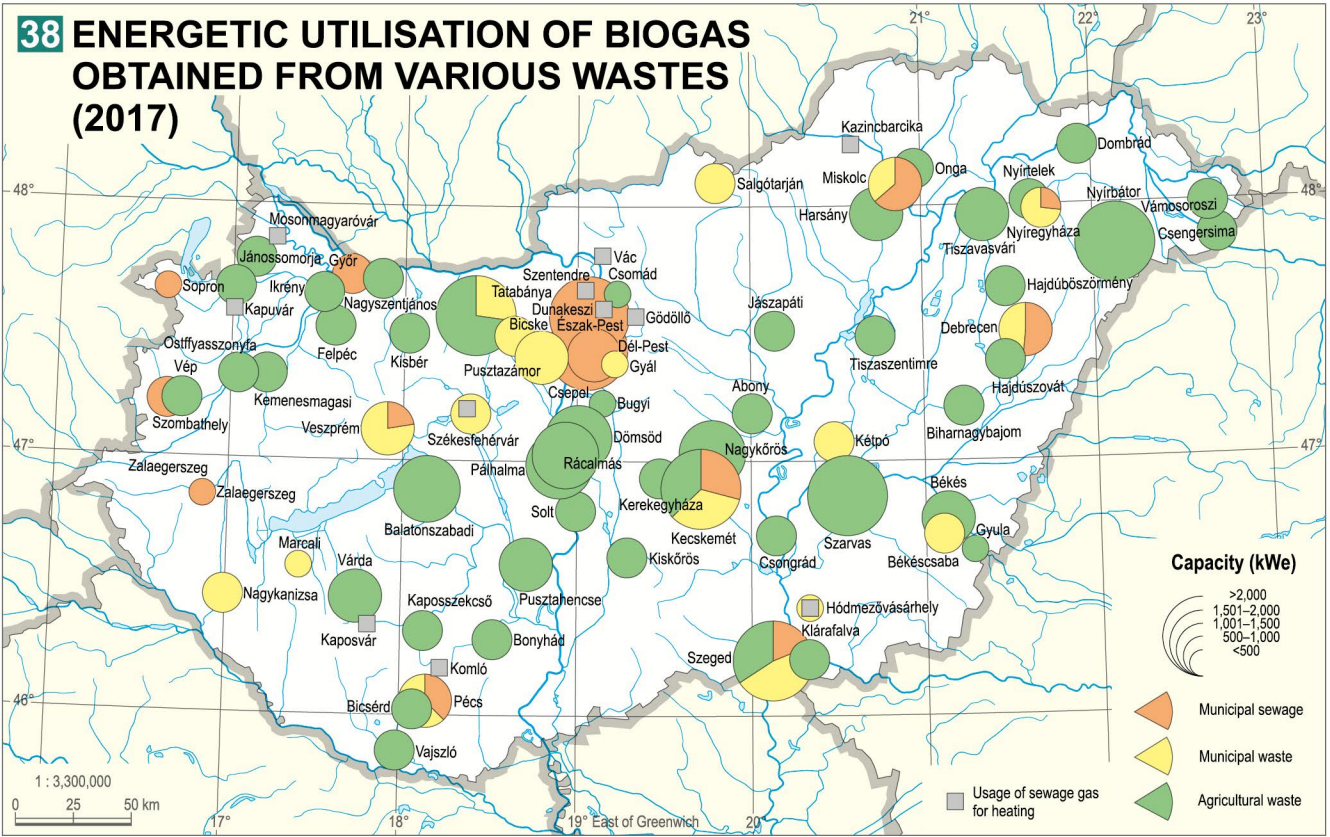 38 ENERGETIC UTILISATION OF BIOGAS
OBTAINED FROM VARIOUS WASTES
(2017)
21°
22°
23°
Kazincbarcika
Dombrád
Onga
Miskolc
Nyírtelek
Salgótarján
48°
48°
Nyírbátor
Vámosoroszi
Harsány
Mosonmagyaróvár
Nyíregyháza
Csengersima
Tiszavasvári
Jánossomorja
Győr
Vác
Szentendre
Csomád
Sopron
Ikrény
Tatabánya
Hajdúböszörmény
Nagyszentjános
Jászapáti
Kapuvár
Dunakeszi
Gödöllő
Bicske
Észak-Pest
Debrecen
Ostffyasszonyfa
Felpéc
Kisbér
Dél-Pest
Tiszaszentimre
Vép
Pusztazámor
Gyál
Hajdúszovát
Csepel
Abony
Kemenesmagasi
Bugyi
Szombathely
Veszprém
Székesfehérvár
Dömsöd
Biharnagybajom
Kétpó
47°
47°
Nagykőrös
Zalaegerszeg
Pálhalma
Rácalmás
Zalaegerszeg
Békés
Kerekegyháza
Solt
Balatonszabadi
Kecskemét
Szarvas
Gyula
Marcali
Várda
Kiskőrös
Csongrád
Békéscsaba
Nagykanizsa
Pusztahencse
Kaposszekcső
Hódmezővásárhely
Kaposvár
Bonyhád
Klárafalva
Szeged
Komló
46°
46°
Bicsérd
Pécs
Vajszló
Capacity (kWe)
>2,000
1,501–2,000
1,001–1,500
500–1,000
<500
Municipal sewage
Municipal waste
Agricultural waste
Usage of sewage gas
for heating
1 : 3,300,000
0 25 50 km
17°
18°
19° East of Greenwich
20°